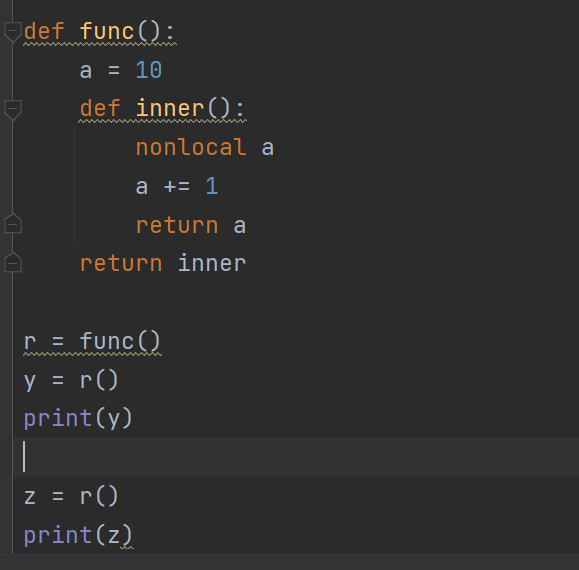 def func():
    a = 10
    def inner():
        nonlocal a
        a += 1
        return a
    return inner

r = func()
y = r()
print(y)

z = r()
print(z)